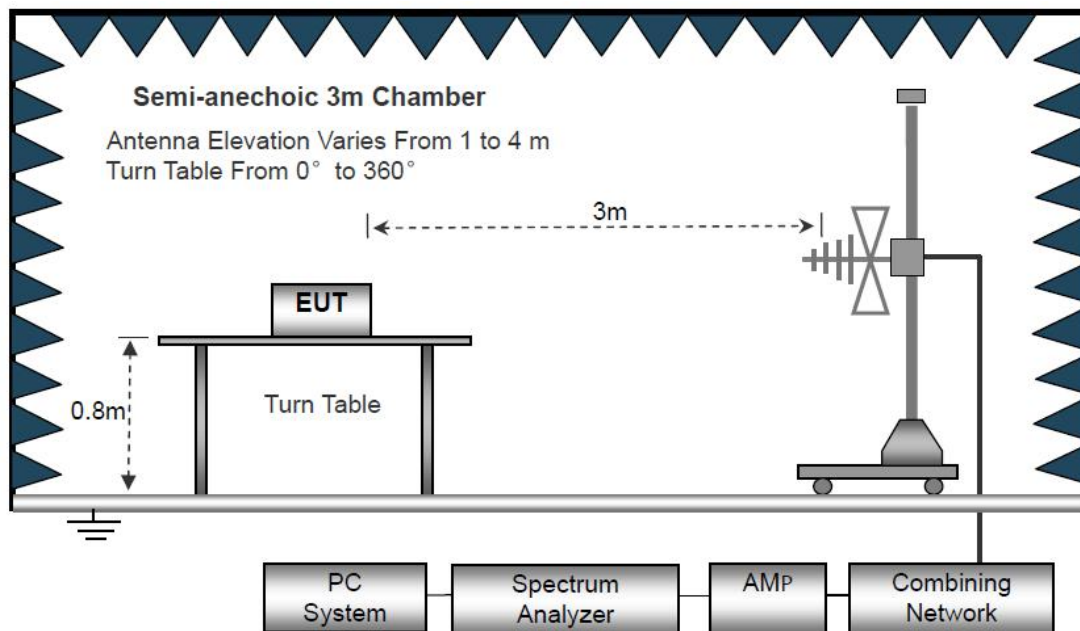 Semi-anechoic 3m Chamber
Antenna Elevation Varies From 1 to 4 m
Turn Table From 0° to 360°
3m
EUT
0.8m
Turn Table
PC
System
Spectrum
Analyzer
AMP
Combining
Network